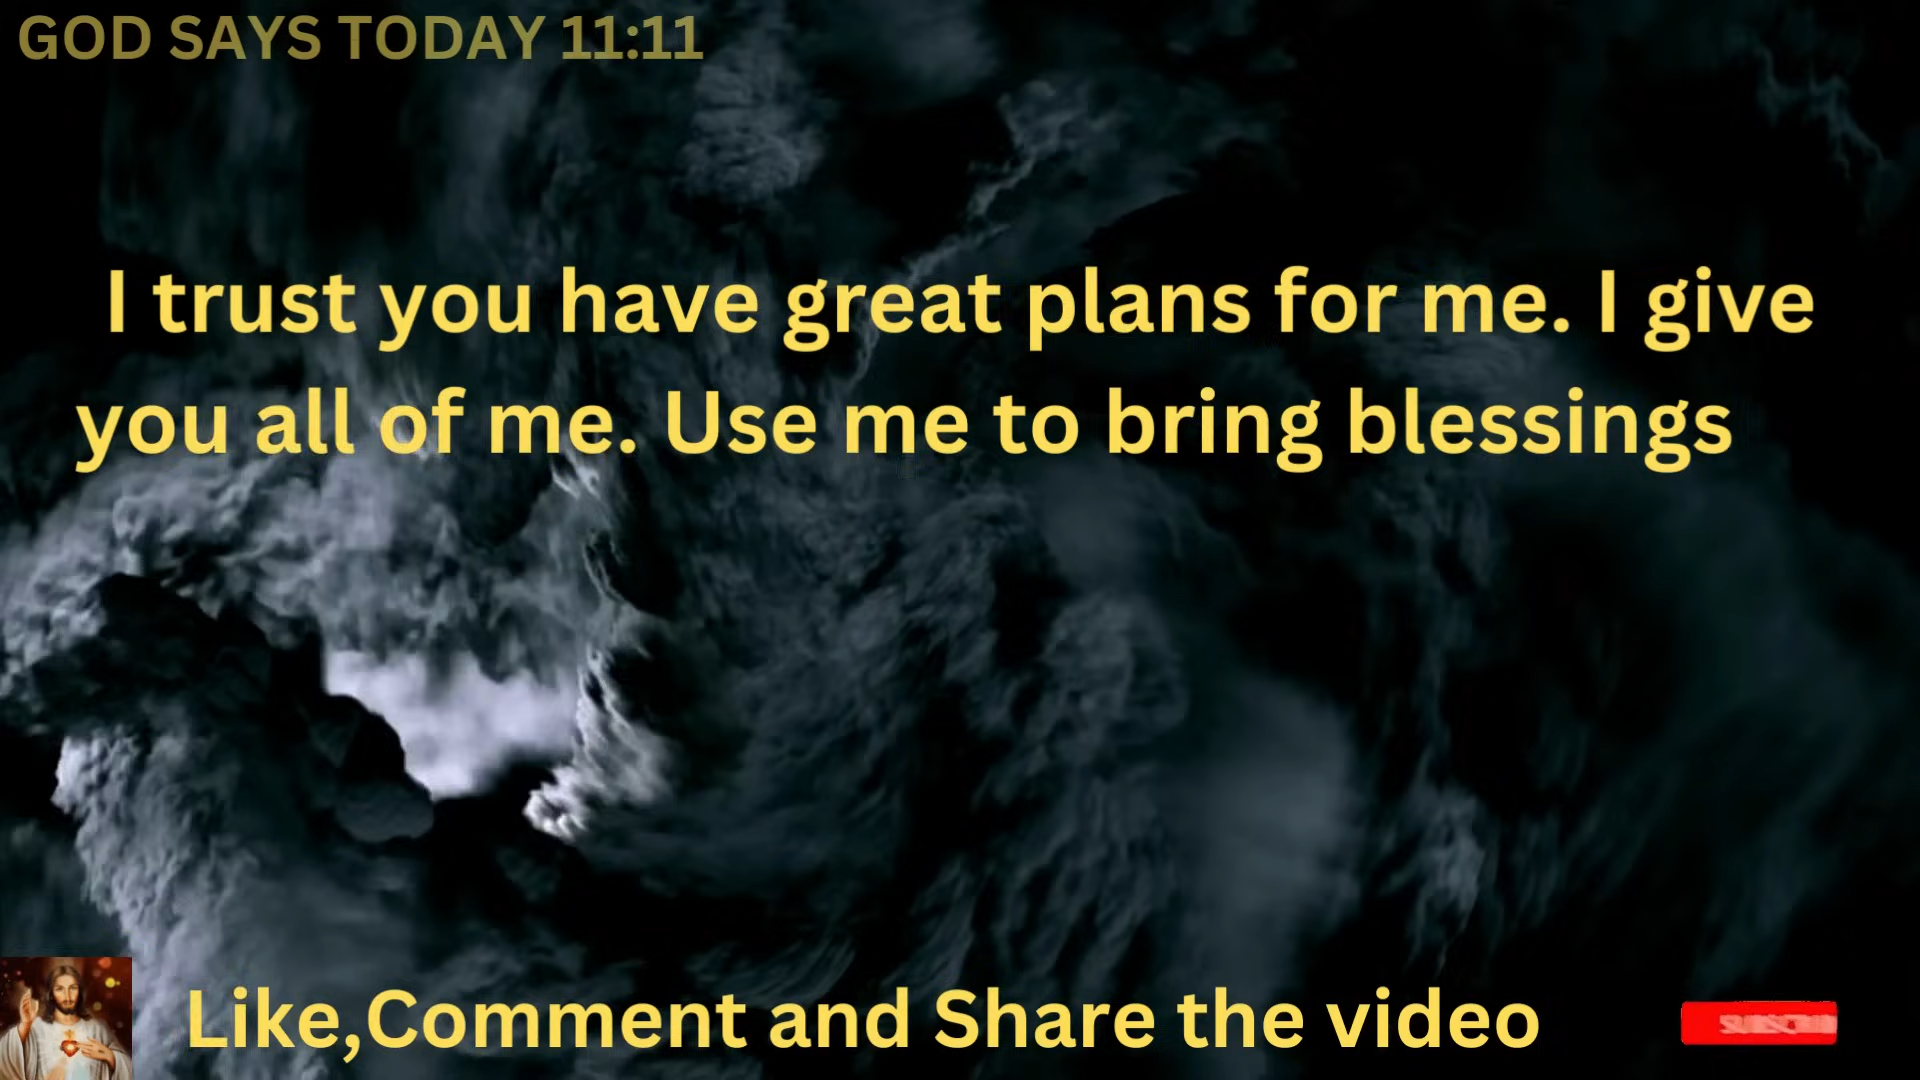 GOD SAYS TODAY 11:11
I trust you have great plans for me. I give
you all of me. Use me to bring blessings
Like,Comment and Share the video